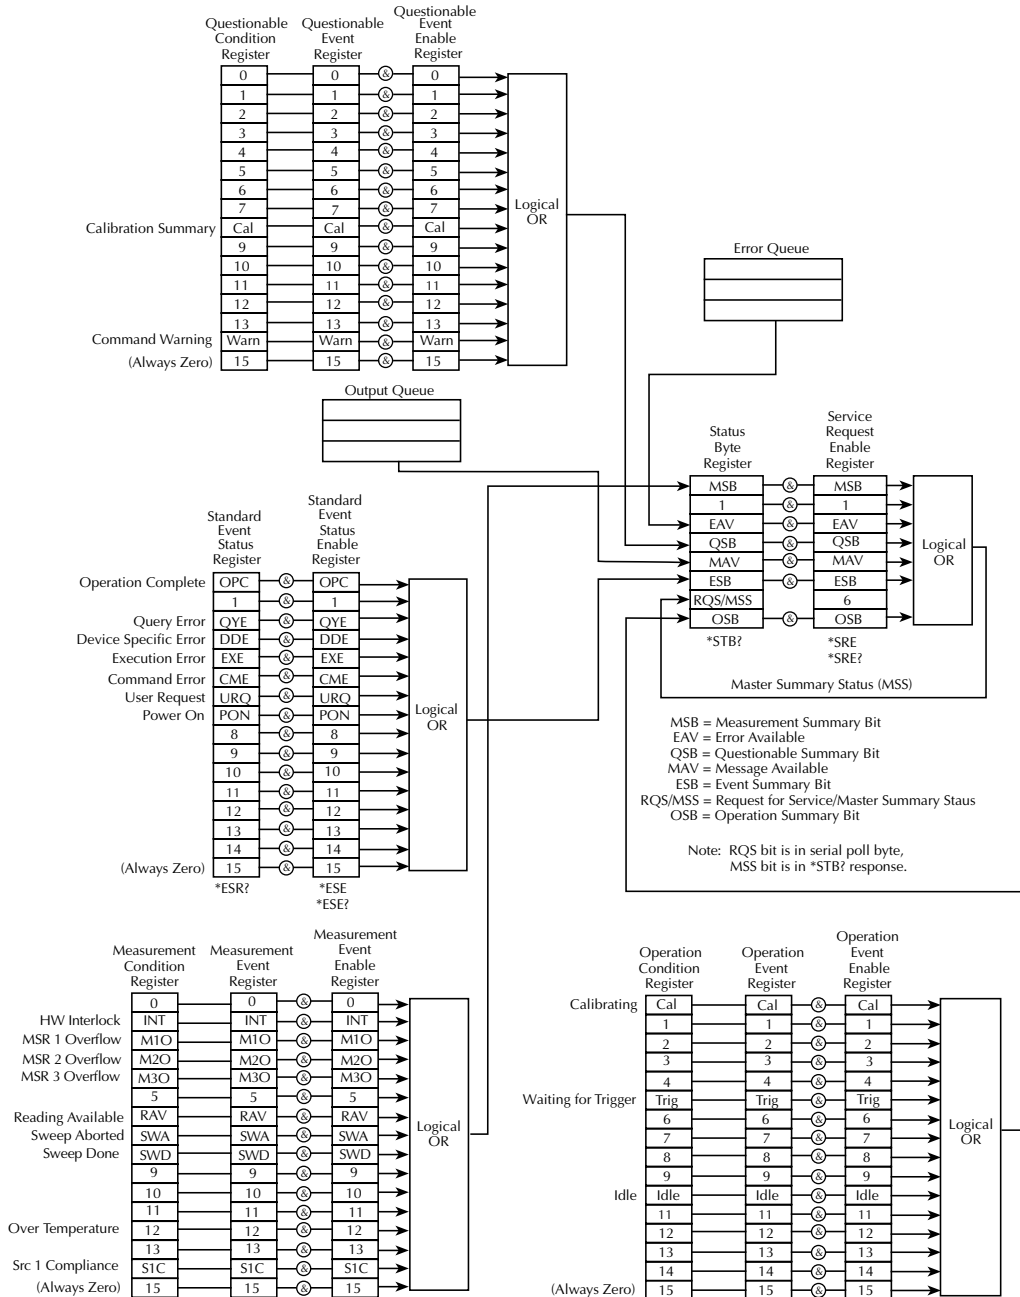 Questionable Condition Register
Questionable Event Register
Questionable Event Enable Register
0 0 & 0
1 1 & 1
2 2 & 2
3 3 & 3
4 4 & 4
5 5 & 5
6 6 & 6
7 7 & 7
Logical OR
Calibration Summary Cal Cal & Cal
9 9 & 9
10 10 & 10
11 11 & 11
12 12 & 12
13 13 & 13
Command Warning Warn Warn & Warn
(Always Zero) 15 15 & 15
Error Queue
Output Queue
Status Byte Register
Service Request Enable Register
MSB & MSB
1 & 1
EAV & EAV
QSB & QSB
MAV & MAV
ESB & ESB
RQS/MSS 6
OSB & OSB
Logical OR
*STB?
*SRE
*SRE?
Master Summary Status (MSS)
MSB = Measurement Summary Bit
EAV = Error Available
QSB = Questionable Summary Bit
MAV = Message Available
ESB = Event Summary Bit
RQS/MSS = Request for Service/Master Summary Staus
OSB = Operation Summary Bit
Note: RQS bit is in serial poll byte,
MSS bit is in *STB? response.
Standard Event Status Register
Standard Event Status Enable Register
Operation Complete OPC & OPC
1 & 1
Query Error QYE & QYE
Device Specific Error DDE & DDE
Execution Error EXE & EXE
Command Error CME & CME
User Request URQ & URQ
Power On PON & PON
8 & 8
9 & 9
10 & 10
11 & 11
12 & 12
13 & 13
14 & 14
(Always Zero) 15 & 15
Logical OR
*ESR?
*ESE
*ESE?
Measurement Condition Register
Measurement Event Register
Measurement Event Enable Register
0 0 & 0
HW Interlock INT INT & INT
MSR 1 Overflow M1O M1O & M1O
MSR 2 Overflow M2O M2O & M2O
MSR 3 Overflow M3O M3O & M3O
5 5 & 5
Reading Available RAV RAV & RAV
Sweep Aborted SWA SWA & SWA
Sweep Done SWD SWD & SWD
9 9 & 9
10 10 & 10
11 11 & 11
Over Temperature 12 12 & 12
13 13 & 13
Src 1 Compliance S1C S1C & S1C
(Always Zero) 15 15 & 15
Logical OR
Operation Condition Register
Operation Event Register
Operation Event Enable Register
Calibrating Cal Cal & Cal
1 1 & 1
2 2 & 2
3 3 & 3
4 4 & 4
Waiting for Trigger Trig Trig & Trig
6 6 & 6
7 7 & 7
8 8 & 8
9 9 & 9
Idle Idle Idle & Idle
11 11 & 11
12 12 & 12
13 13 & 13
14 14 & 14
(Always Zero) 15 15 & 15
Logical OR